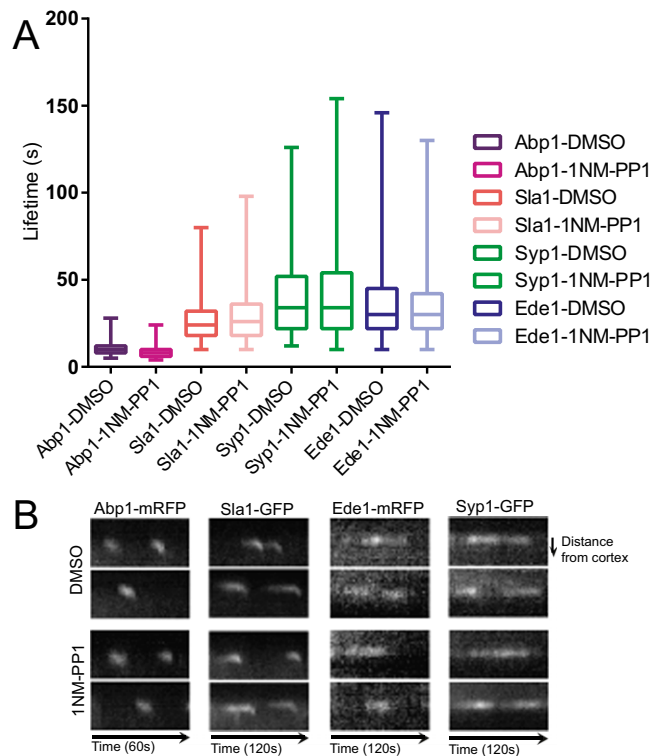 A
200
150
100
50
0
Lifetime (s)
Abp1-DMSO
Abp1-1NM-PP1
Sla1-DMSO
Sla1-1NM-PP1
Syp1-DMSO
Syp1-1NM-PP1
Ede1-DMSO
Ede1-1NM-PP1
Abp1-DMSO
Abp1-1NM-PP1
Sla1-DMSO
Sla1-1NM-PP1
Syp1-DMSO
Syp1-1NM-PP1
Ede1-DMSO
Ede1-1NM-PP1
B
Abp1-mRFP
Sla1-GFP
Ede1-mRFP
Syp1-GFP
DMSO
Distance
from cortex
1NM-PP1
Time (60s)
Time (120s)
Time (120s)
Time (120s)